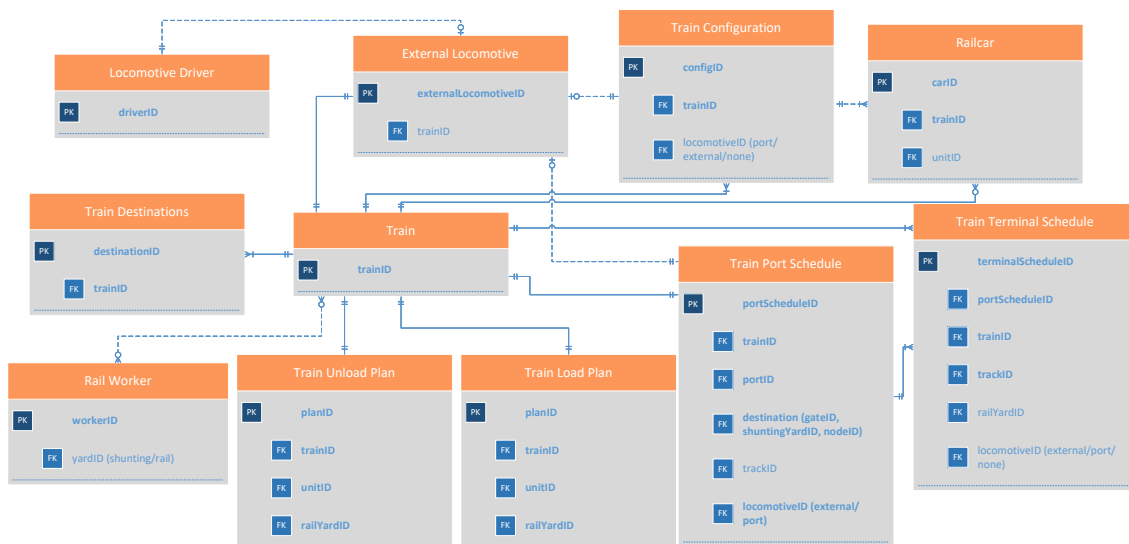 Train Configuration
PK
configID
FK
trainID
FK
locomotiveID (port/
external/none)
Railcar
PK
carID
FK
trainID
FK
unitID
External Locomotive
PK
externalLocomotiveID
FK
trainID
Locomotive Driver
PK
driverID
Train Destinations
PK
destinationID
FK
trainID
Train
PK
trainID
Train Terminal Schedule
PK
terminalScheduleID
FK
portScheduleID
FK
trainID
FK
trackID
FK
railYardID
FK
locomotiveID (external/port/
none)
Train Port Schedule
PK
portScheduleID
FK
trainID
FK
portID
FK
destination (gateID,
shuntingYardID, nodeID)
FK
trackID
FK
locomotiveID (external/
port)
Rail Worker
PK
workerID
FK
yardID (shunting/rail)
Train Unload Plan
PK
planID
FK
trainID
FK
unitID
FK
railYardID
Train Load Plan
PK
planID
FK
trainID
FK
unitID
FK
railYardID